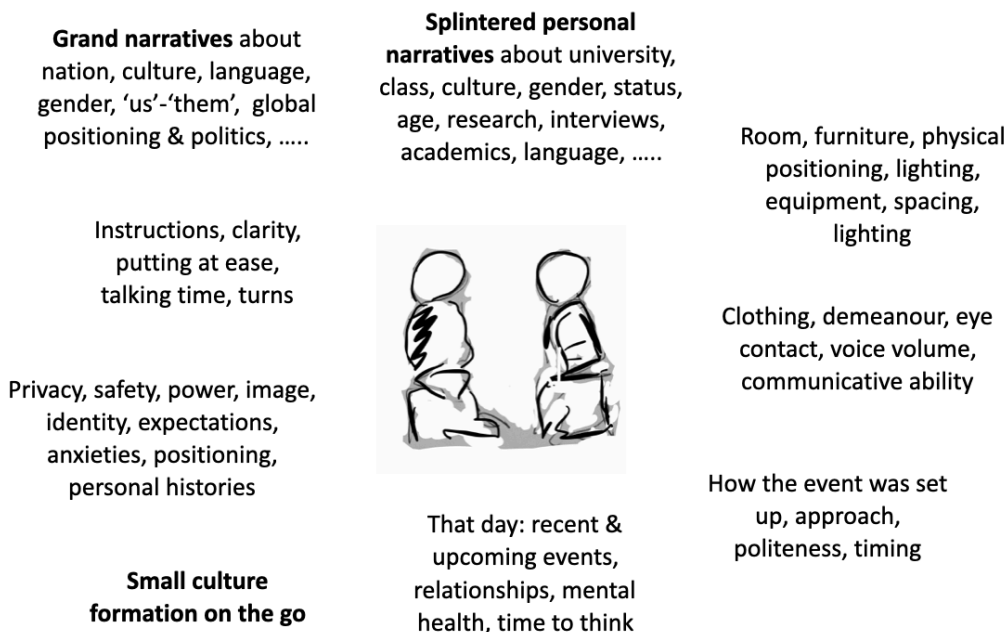 Grand narratives about
nation, culture, language,
gender, ‘us’-‘them’,  global
positioning & politics, .....
Splintered personal
narratives about university,
class, culture, gender, status,
age, research, interviews,
academics, language, .....
Room, furniture, physical
positioning, lighting,
equipment, spacing,
lighting
Instructions, clarity,
putting at ease,
talking time, turns
Clothing, demeanour, eye
contact, voice volume,
communicative ability
Privacy, safety, power, image,
identity, expectations,
anxieties, positioning,
personal histories
How the event was set
up, approach,
politeness, timing
That day: recent &
upcoming events,
relationships, mental
health, time to think
Small culture
formation on the go